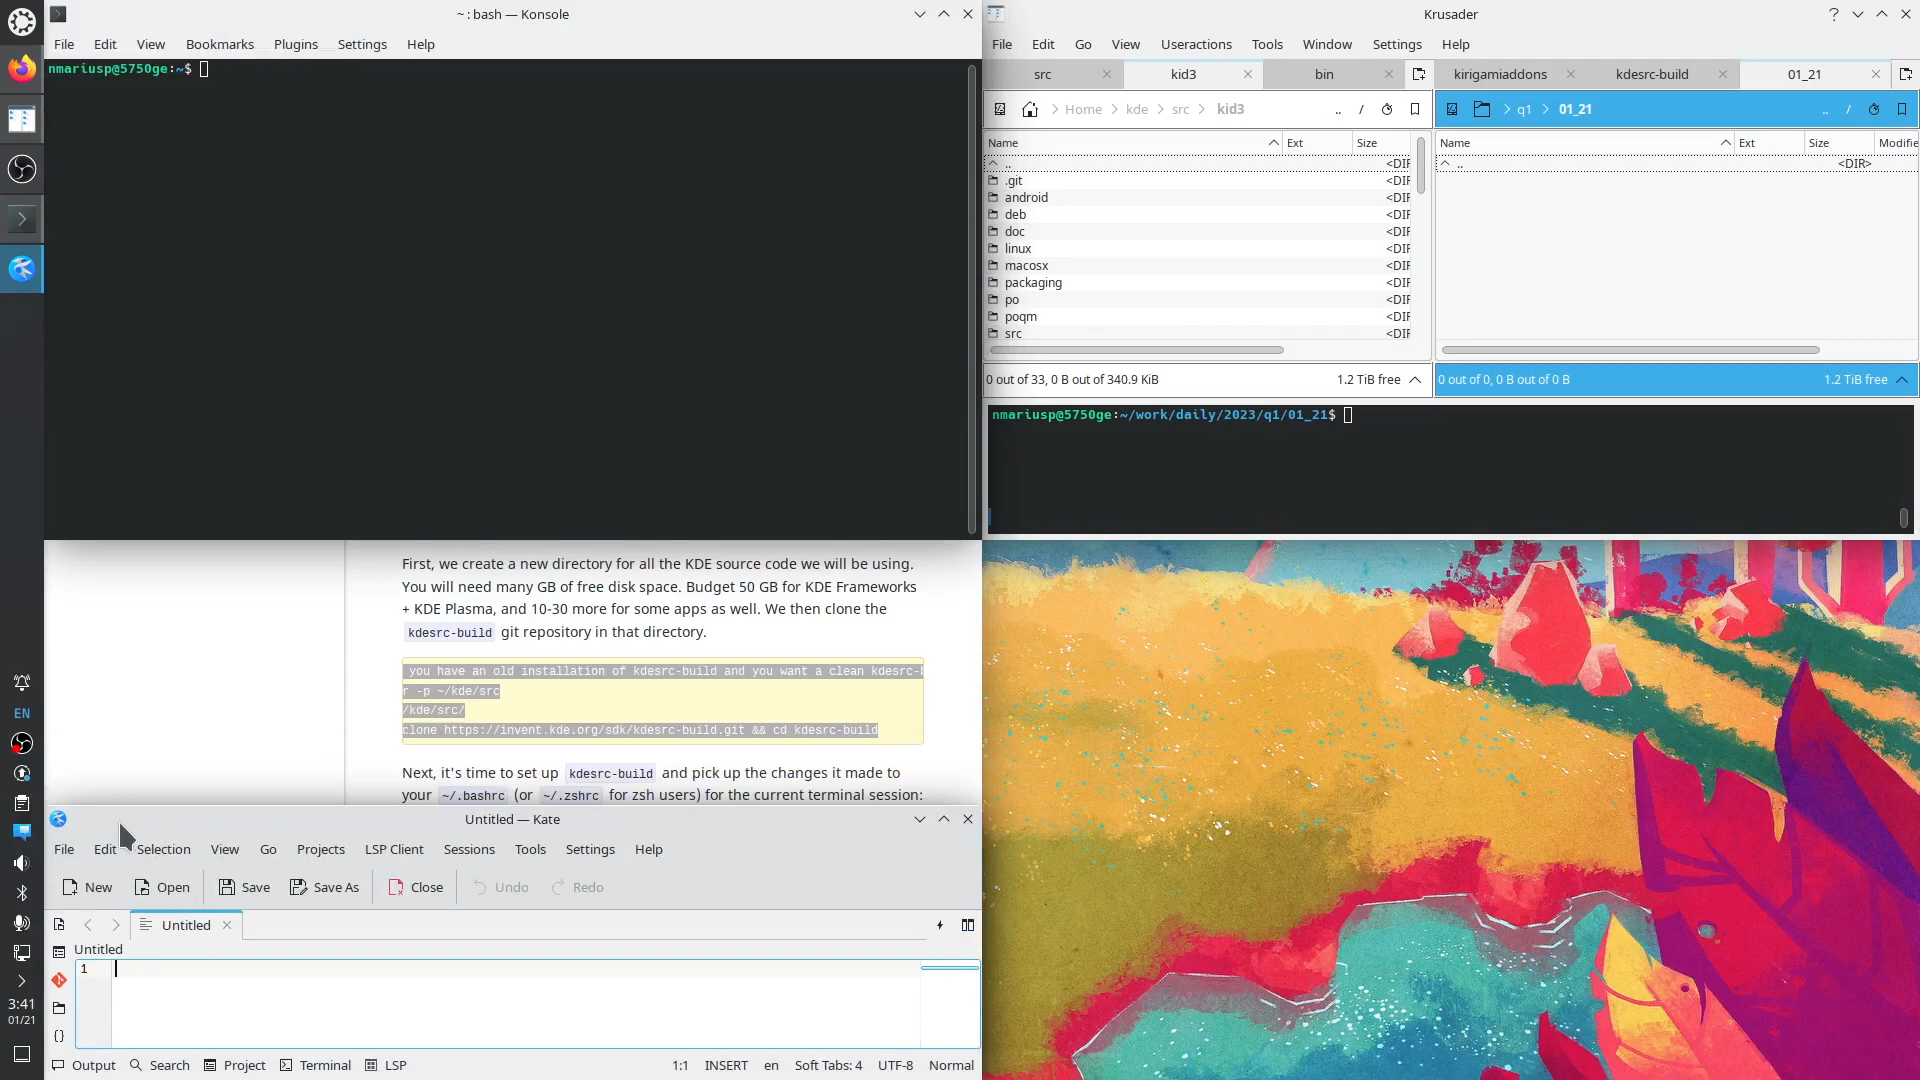 ~ : bash — Konsole
File Edit View Bookmarks Plugins Settings Help
nmariusp@5750ge:~$
Krusader
File Edit Go View Useractions Tools Window Settings Help
src kid3 bin
kirigamiaddons kdesrc-build 01_21
Home kde src kid3 .. /
q1 01_21 .. /
Name Ext Size
.. <DIR
.git <DIR
android <DIR
deb <DIR
doc <DIR
linux <DIR
macosx <DIR
packaging <DIR
po <DIR
poqm <DIR
src <DIR
Name Ext Size Modifie
.. <DIR>
0 out of 33, 0 B out of 340.9 KiB 1.2 TiB free
0 out of 0, 0 B out of 0 B 1.2 TiB free
nmariusp@5750ge:~/work/daily/2023/q1/01_21$
First, we create a new directory for all the KDE source code we will be using.
You will need many GB of free disk space. Budget 50 GB for KDE Frameworks
+ KDE Plasma, and 10-30 more for some apps as well. We then clone the
kdesrc-build git repository in that directory.
you have an old installation of kdesrc-build and you want a clean kdesrc-
r -p ~/kde/src
/kde/src/
clone https://invent.kde.org/sdk/kdesrc-build.git && cd kdesrc-build
Next, it's time to set up kdesrc-build and pick up the changes it made to
your ~/.bashrc (or ~/.zshrc for zsh users) for the current terminal session:
Untitled — Kate
File Edit Selection View Go Projects LSP Client Sessions Tools Settings Help
New Open Save Save As Close Undo Redo
Untitled
Untitled
1
Output Search Project Terminal LSP 1:1 INSERT en Soft Tabs: 4 UTF-8 Normal
EN
3:41
01/21